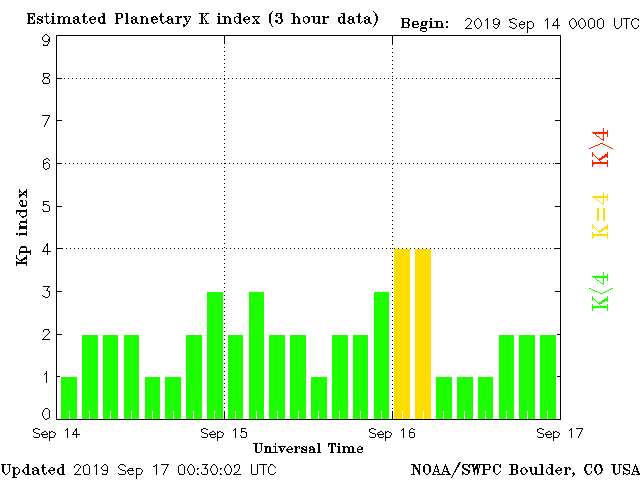 Estimated Planetary K index (3 hour data)
Begin: 2019 Sep 14 0000 UTC
9
8
7
6
5
4
3
2
1
0
Kp index
K>4
K=4
K<4
Sep 14
Sep 15
Sep 16
Sep 17
Universal Time
Updated 2019 Sep 17 00:30:02 UTC
NOAA/SWPC Boulder, CO USA